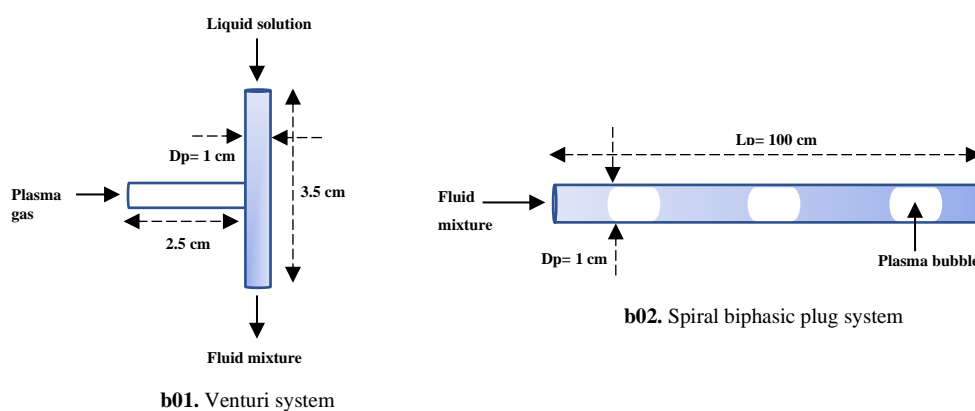 Liquid solution
Dp= 1 cm
3.5 cm
Plasma
gas
2.5 cm
Fluid mixture
b01. Venturi system
Lp= 100 cm
Fluid
mixture
Dp= 1 cm
Plasma bubble
b02. Spiral biphasic plug system